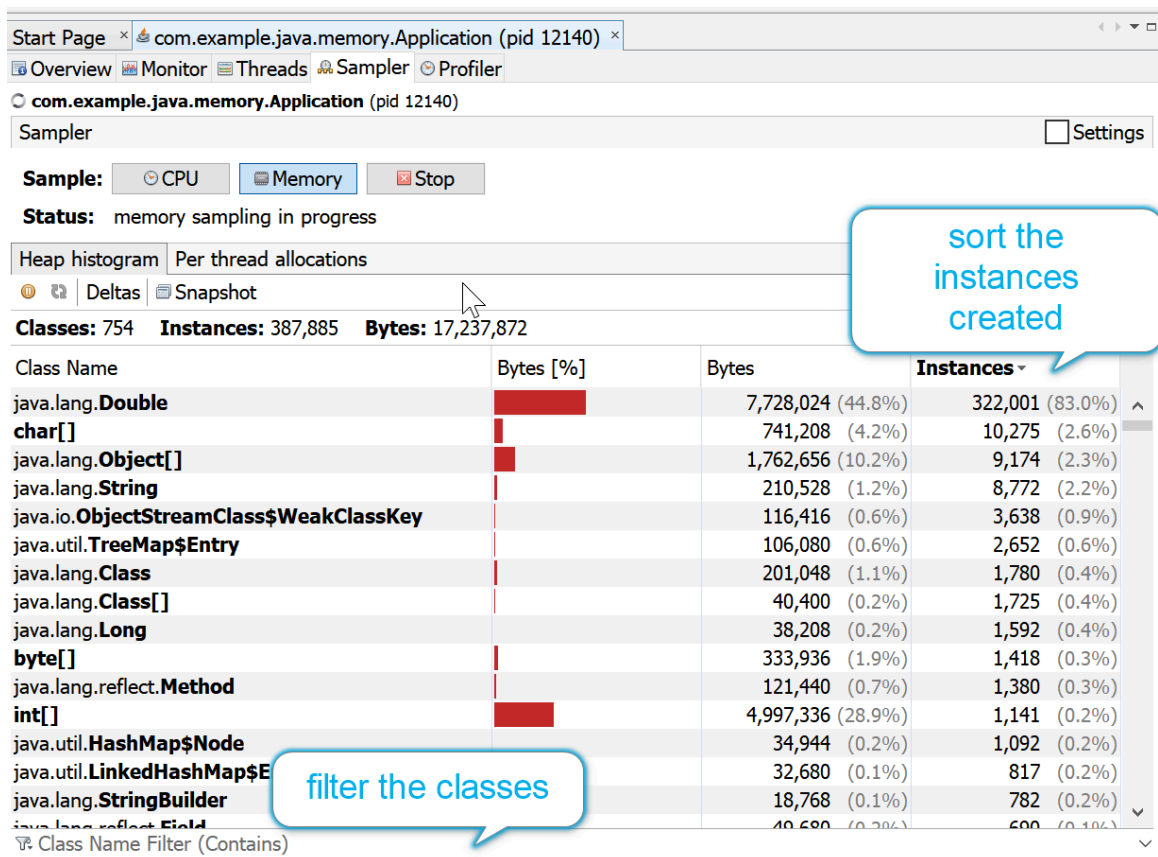 Start Page × com.example.java.memory.Application (pid 12140) ×
Overview Monitor Threads Sampler Profiler
com.example.java.memory.Application (pid 12140)
Sampler Settings
Sample: CPU Memory Stop
Status: memory sampling in progress
sort the
instances
created
Heap histogram Per thread allocations
Deltas Snapshot
Classes: 754 Instances: 387,885 Bytes: 17,237,872
Class Name Bytes [%] Bytes Instances
java.lang.Double 7,728,024 (44.8%) 322,001 (83.0%)
char[] 741,208 (4.2%) 10,275 (2.6%)
java.lang.Object[] 1,762,656 (10.2%) 9,174 (2.3%)
java.lang.String 210,528 (1.2%) 8,772 (2.2%)
java.io.ObjectStreamClass$WeakClassKey 116,416 (0.6%) 3,638 (0.9%)
java.util.TreeMap$Entry 106,080 (0.6%) 2,652 (0.6%)
java.lang.Class 201,048 (1.1%) 1,780 (0.4%)
java.lang.Class[] 40,400 (0.2%) 1,725 (0.4%)
java.lang.Long 38,208 (0.2%) 1,592 (0.4%)
byte[] 333,936 (1.9%) 1,418 (0.3%)
java.lang.reflect.Method 121,440 (0.7%) 1,380 (0.3%)
int[] 4,997,336 (28.9%) 1,141 (0.2%)
java.util.HashMap$Node 34,944 (0.2%) 1,092 (0.2%)
java.util.LinkedHashMap$E 32,680 (0.1%) 817 (0.2%)
java.lang.StringBuilder 18,768 (0.1%) 782 (0.2%)
java.lang.reflect.Field 49,680 (0.2%) 690 (0.1%)
filter the classes
Class Name Filter (Contains)